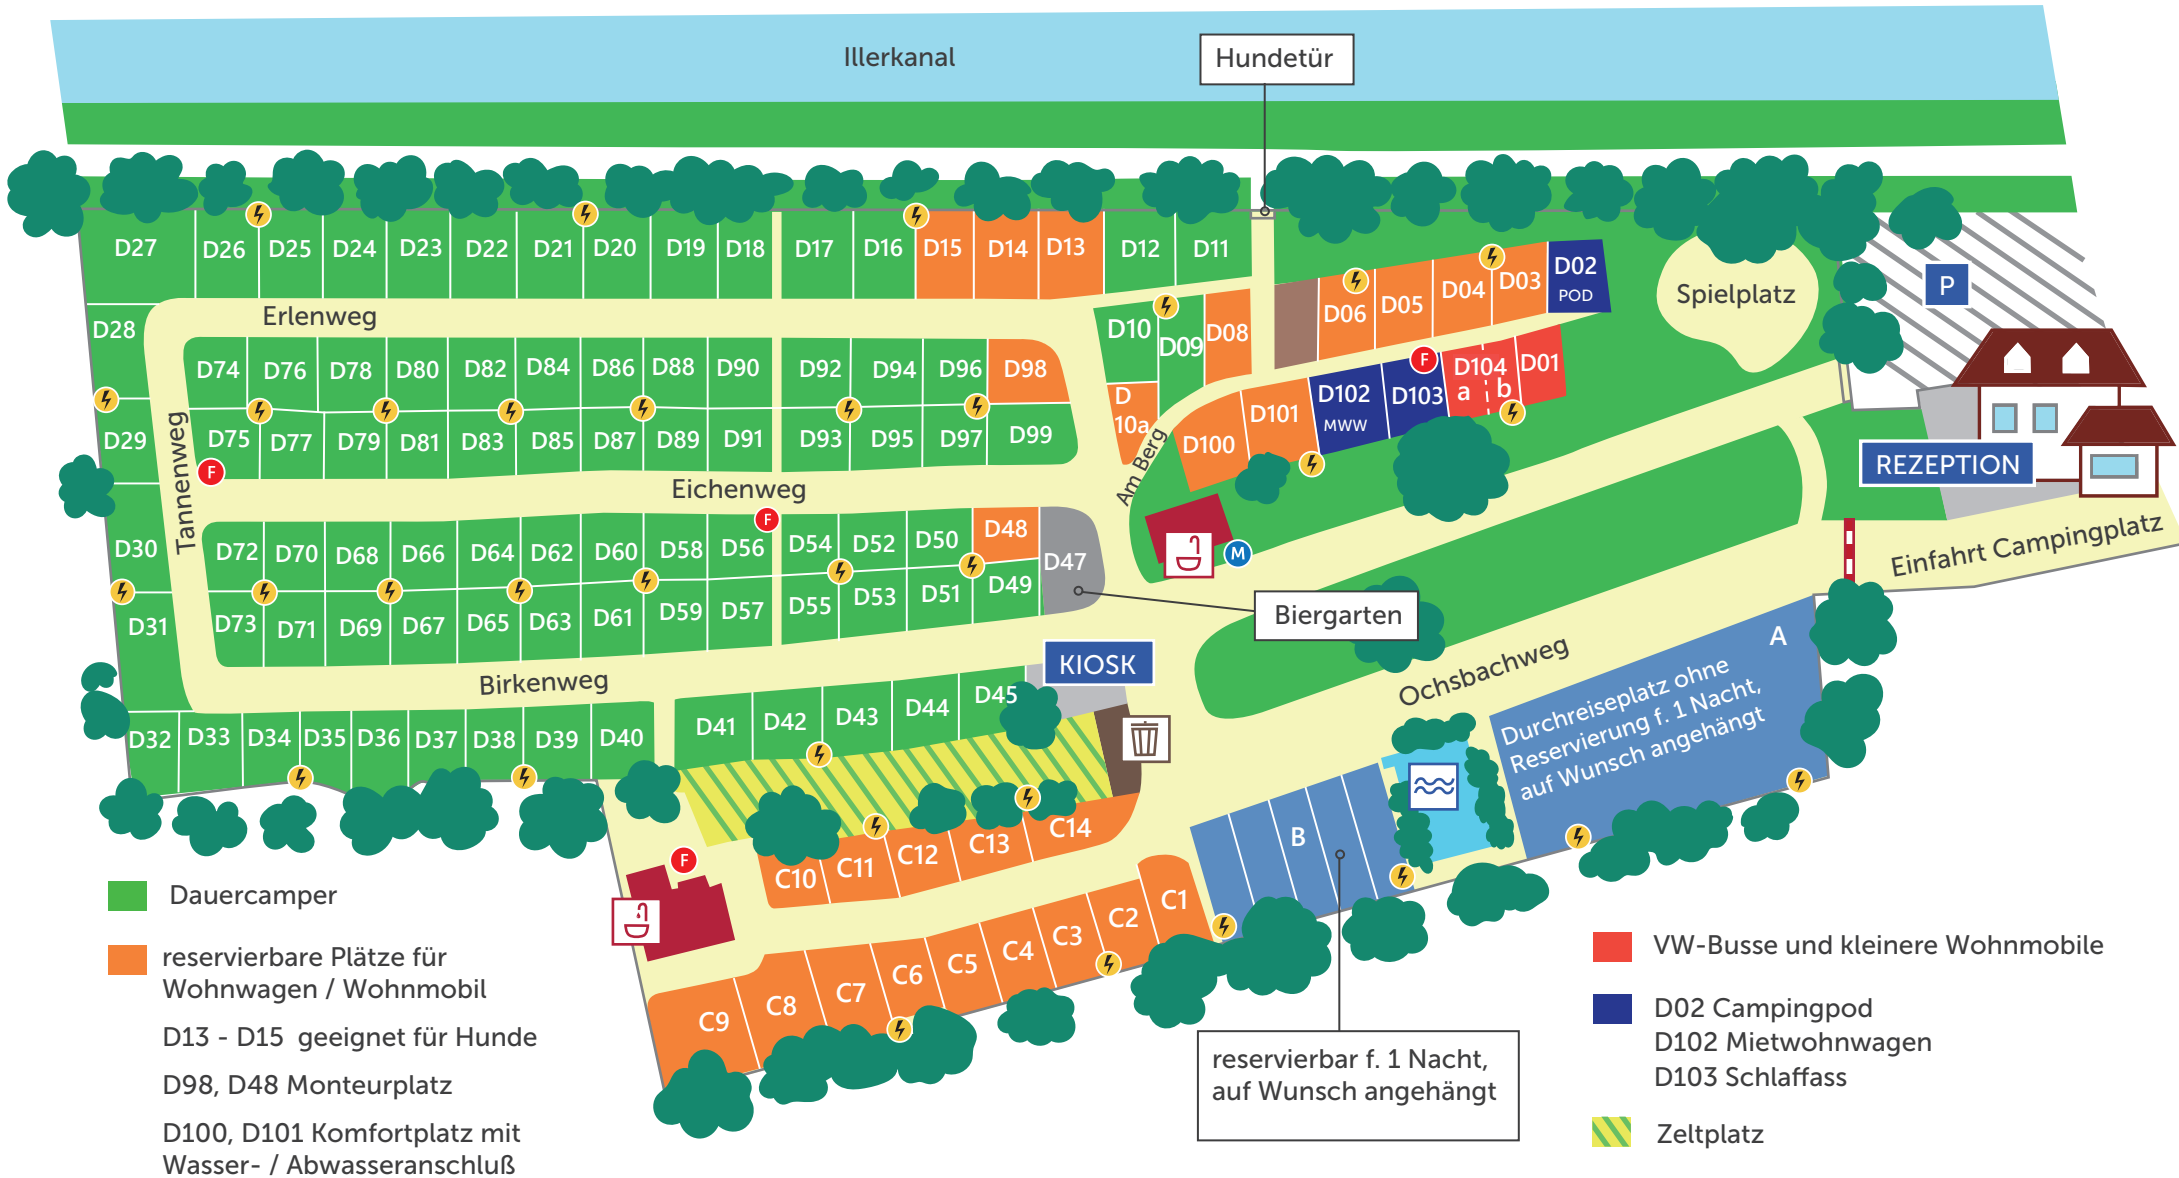 Illerkanal
Hundetür
D27 D26 D25 D24 D23 D22 D21 D20 D19 D18 D17 D16 D15 D14 D13 D12 D11
D02
POD
D03
D04
D05
D06
Spielplatz
P
D28
Erlenweg
D10
D09
D08
D74 D76 D78 D80 D82 D84 D86 D88 D90 D92 D94 D96 D98
D
10a
D104
a b
D01
D103
F
D102
MWW
D101
D100
D29
Tannenweg
D75 D77 D79 D81 D83 D85 D87 D89 D91 D93 D95 D97 D99
F
Am Berg
REZEPTION
Eichenweg
F
D30
D72 D70 D68 D66 D64 D62 D60 D58 D56 D54 D52 D50 D48
D47
M
Einfahrt Campingplatz
D31
D73 D71 D69 D67 D65 D63 D61 D59 D57 D55 D53 D51 D49
Biergarten
A
KIOSK
Birkenweg
Ochsbachweg
Durchreiseplatz ohne
Reservierung f. 1 Nacht,
auf Wunsch angehängt
D32 D33 D34 D35 D36 D37 D38 D39 D40 D41 D42 D43 D44 D45
B
F
C10 C11 C12 C13 C14
C9 C8 C7 C6 C5 C4 C3 C2 C1
reservierbar f. 1 Nacht,
auf Wunsch angehängt
Dauercamper
reservierbare Plätze für
Wohnwagen / Wohnmobil
D13 - D15 geeignet für Hunde
D98, D48 Monteurplatz
D100, D101 Komfortplatz mit
Wasser- / Abwasseranschluß
VW-Busse und kleinere Wohnmobile
D02 Campingpod
D102 Mietwohnwagen
D103 Schlaffass
Zeltplatz